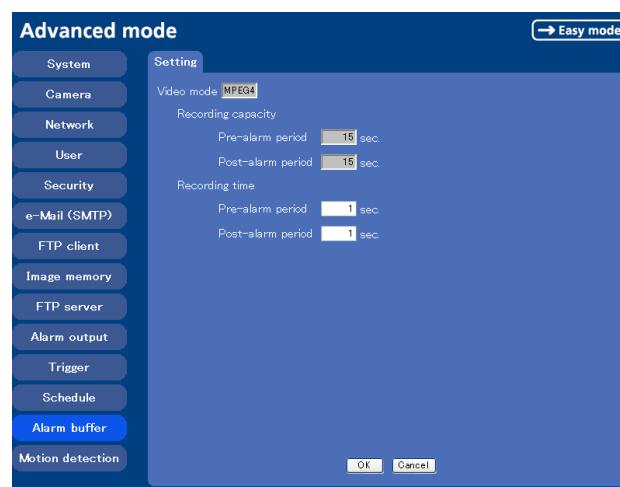 Advanced mode
→ Easy mode
System
Camera
Network
User
Security
e-Mail (SMTP)
FTP client
Image memory
FTP server
Alarm output
Trigger
Schedule
Alarm buffer
Motion detection
Setting
Video mode MPEG4
Recording capacity
Pre-alarm period 15 sec.
Post-alarm period 15 sec.
Recording time
Pre-alarm period 1 sec.
Post-alarm period 1 sec.
OK Cancel